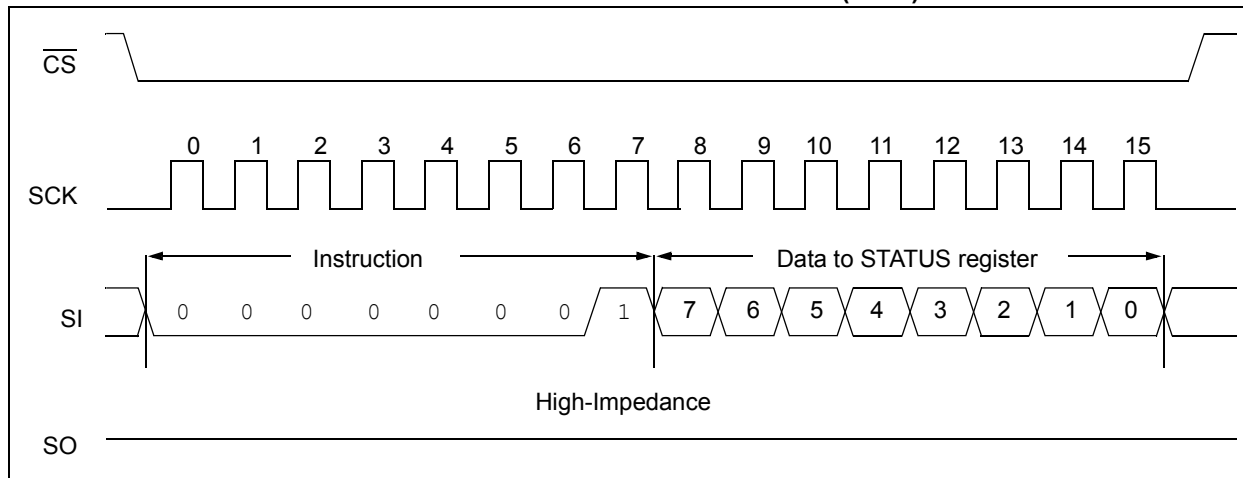 CS
0 1 2 3 4 5 6 7 8 9 10 11 12 13 14 15
SCK
Instruction Data to STATUS register
SI 0 0 0 0 0 0 0 1 7 6 5 4 3 2 1 0
High-Impedance
SO